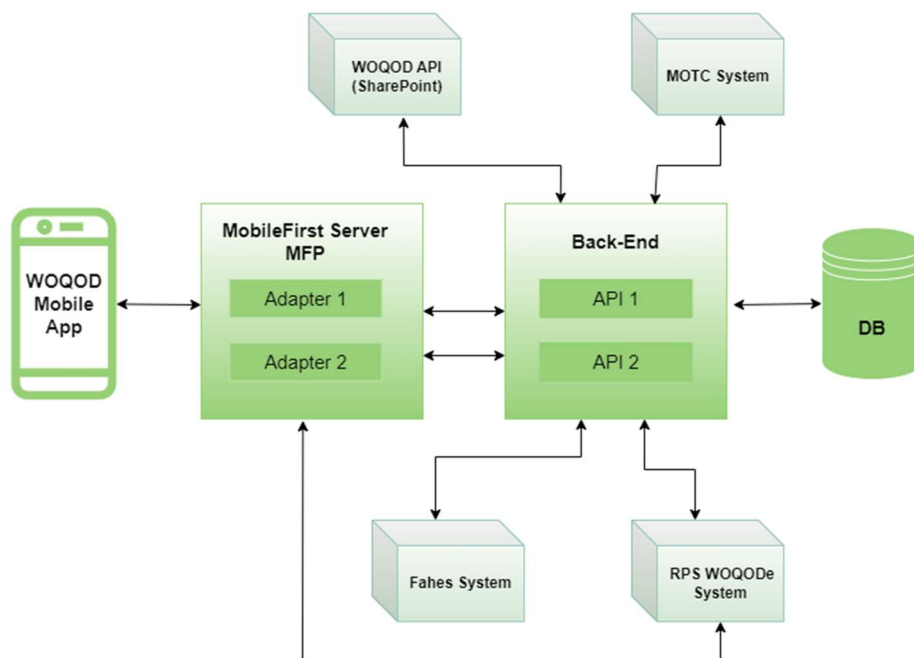 WOQOD API
(SharePoint)
MOTC System
WOQOD
Mobile
App
MobileFirst Server
MFP
Adapter 1
Adapter 2
Back-End
API 1
API 2
DB
Fahes System
RPS WOQODe
System